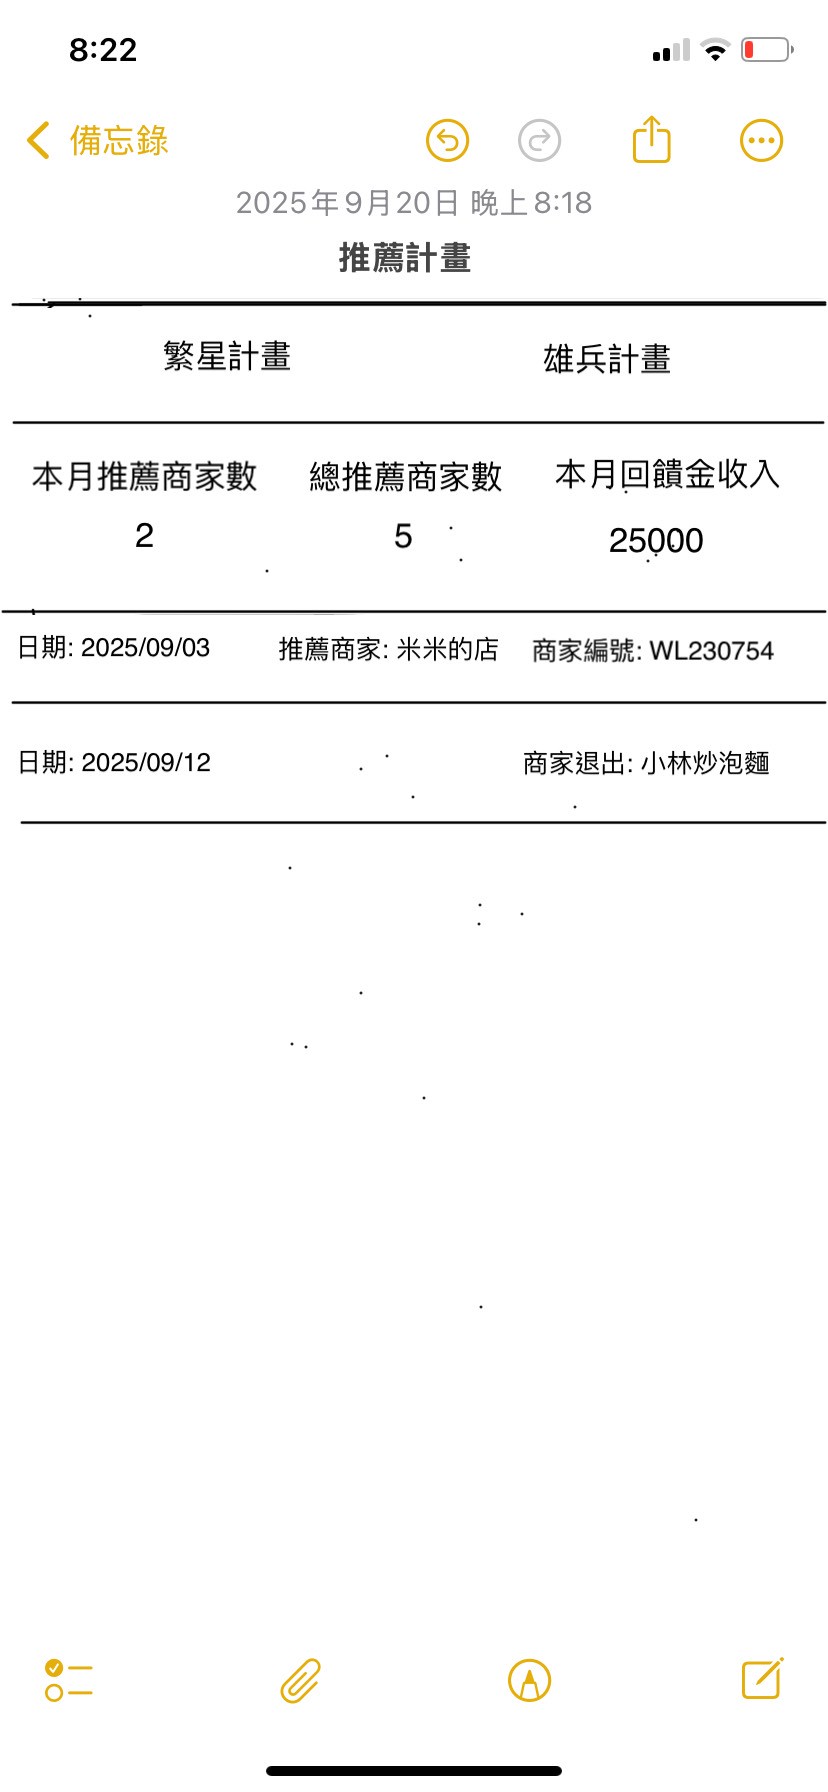 8:22
備忘錄
2025年9月20日 晚上8:18
推薦計畫
繁星計畫 雄兵計畫
本月推薦商家數 總推薦商家數 本月回饋金收入
2 5 25000
日期: 2025/09/03 推薦商家: 米米的店 商家編號: WL230754
日期: 2025/09/12 商家退出: 小林炒泡麵